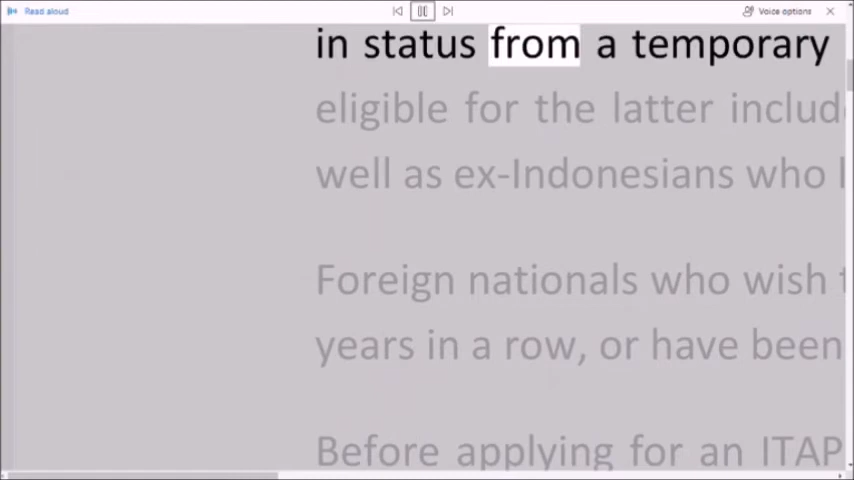 Read aloud
Voice options
in status from a temporary
eligible for the latter includ
well as ex-Indonesians who
Foreign nationals who wish
years in a row, or have been
Before applying for an ITAP